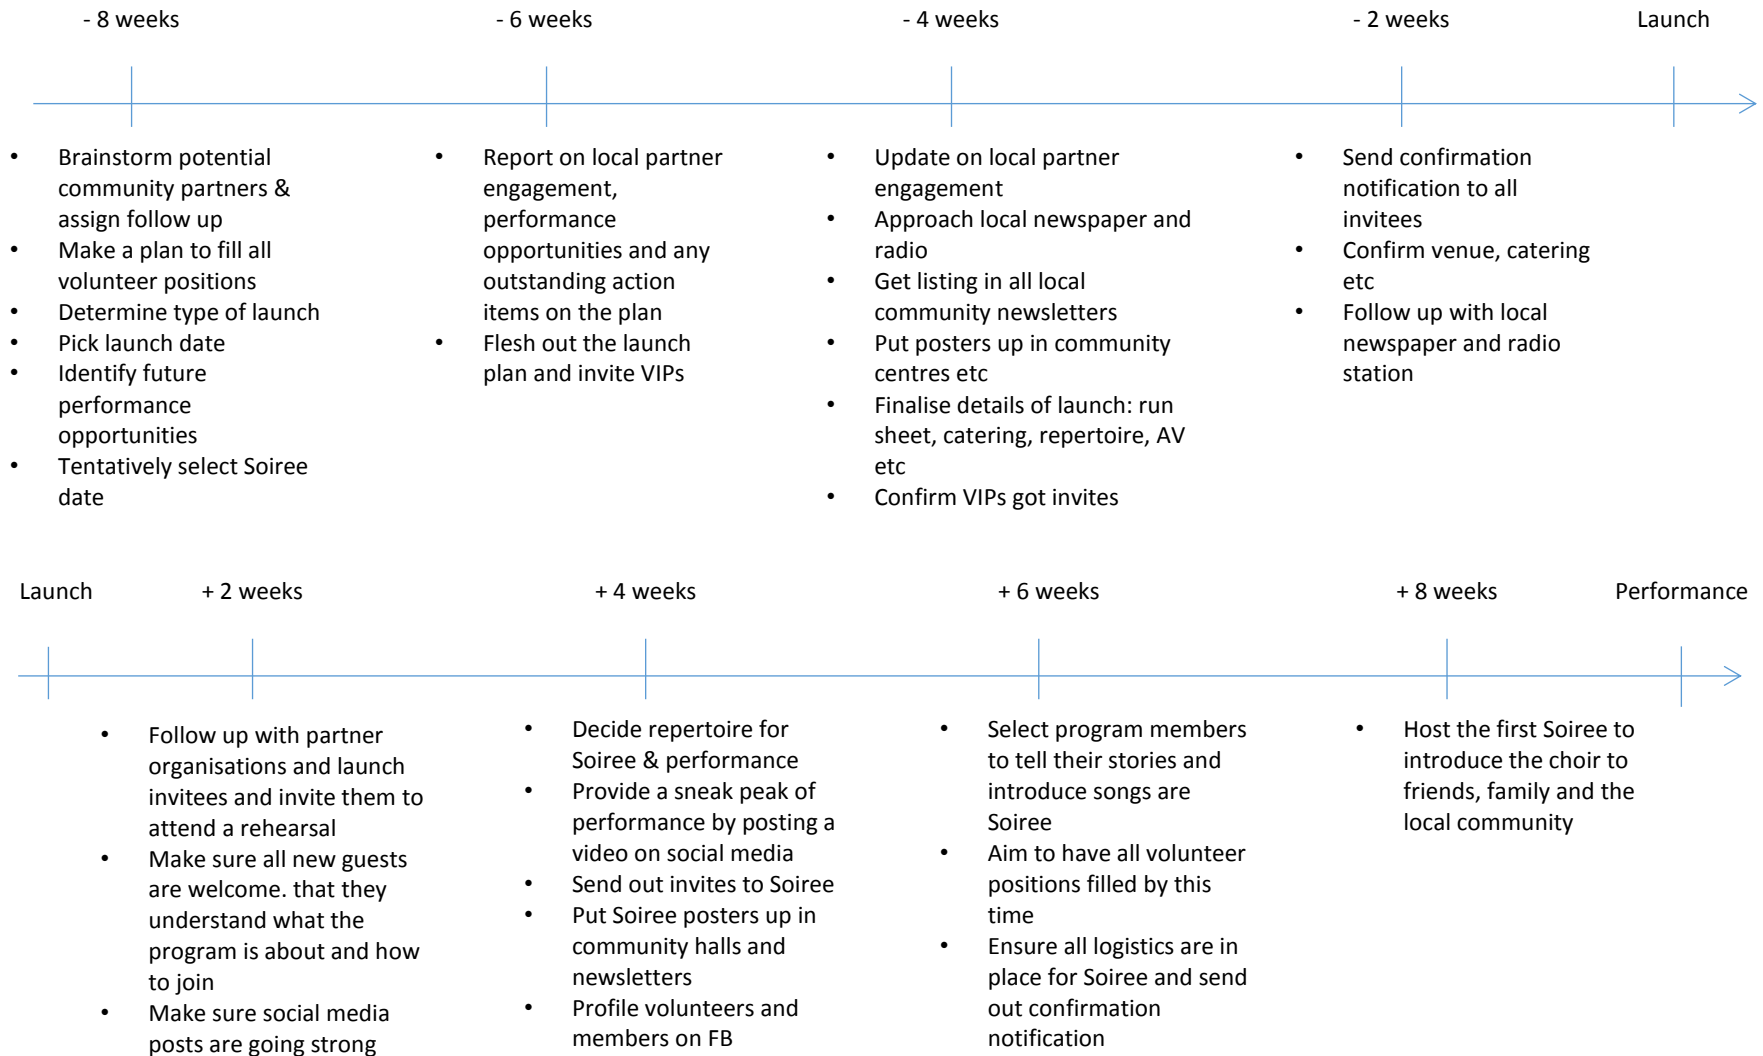 - 8 weeks
- 6 weeks
- 4 weeks
- 2 weeks
Launch
• Brainstorm potential
community partners &
assign follow up
• Make a plan to fill all
volunteer positions
• Determine type of launch
• Pick launch date
• Identify future
performance
opportunities
• Tentatively select Soiree
date
• Report on local partner
engagement,
performance
opportunities and any
outstanding action
items on the plan
• Flesh out the launch
plan and invite VIPs
• Update on local partner
engagement
• Approach local newspaper and
radio
• Get listing in all local
community newsletters
• Put posters up in community
centres etc
• Finalise details of launch: run
sheet, catering, repertoire, AV
etc
• Confirm VIPs got invites
• Send confirmation
notification to all
invitees
• Confirm venue, catering
etc
• Follow up with local
newspaper and radio
station
Launch
+ 2 weeks
+ 4 weeks
+ 6 weeks
+ 8 weeks
Performance
• Follow up with partner
organisations and launch
invitees and invite them to
attend a rehearsal
• Make sure all new guests
are welcome. that they
understand what the
program is about and how
to join
• Make sure social media
posts are going strong
• Decide repertoire for
Soiree & performance
• Provide a sneak peak of
performance by posting a
video on social media
• Send out invites to Soiree
• Put Soiree posters up in
community halls and
newsletters
• Profile volunteers and
members on FB
• Select program members
to tell their stories and
introduce songs are
Soiree
• Aim to have all volunteer
positions filled by this
time
• Ensure all logistics are in
place for Soiree and send
out confirmation
notification
• Host the first Soiree to
introduce the choir to
friends, family and the
local community